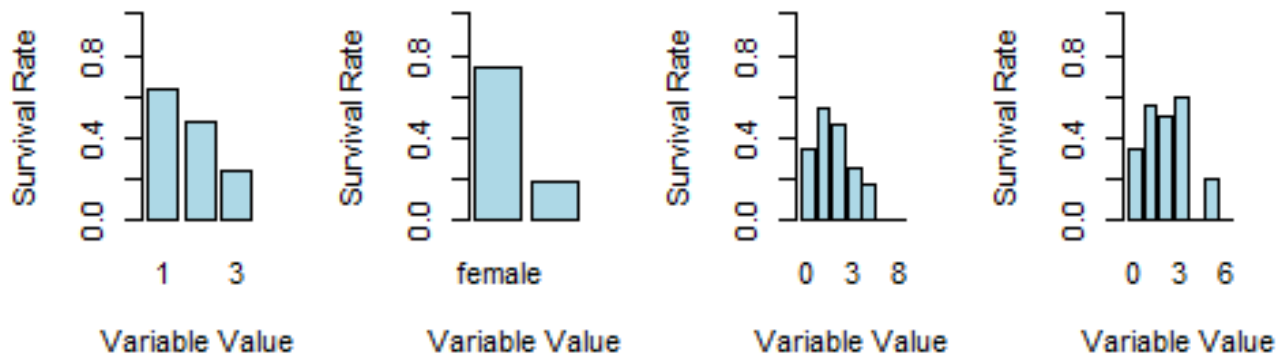 Survival Rate
0.0 0.4 0.8
1 3
Variable Value
Survival Rate
0.0 0.4 0.8
female
Variable Value
Survival Rate
0.0 0.4 0.8
0 3 8
Variable Value
Survival Rate
0.0 0.4 0.8
0 3 6
Variable Value